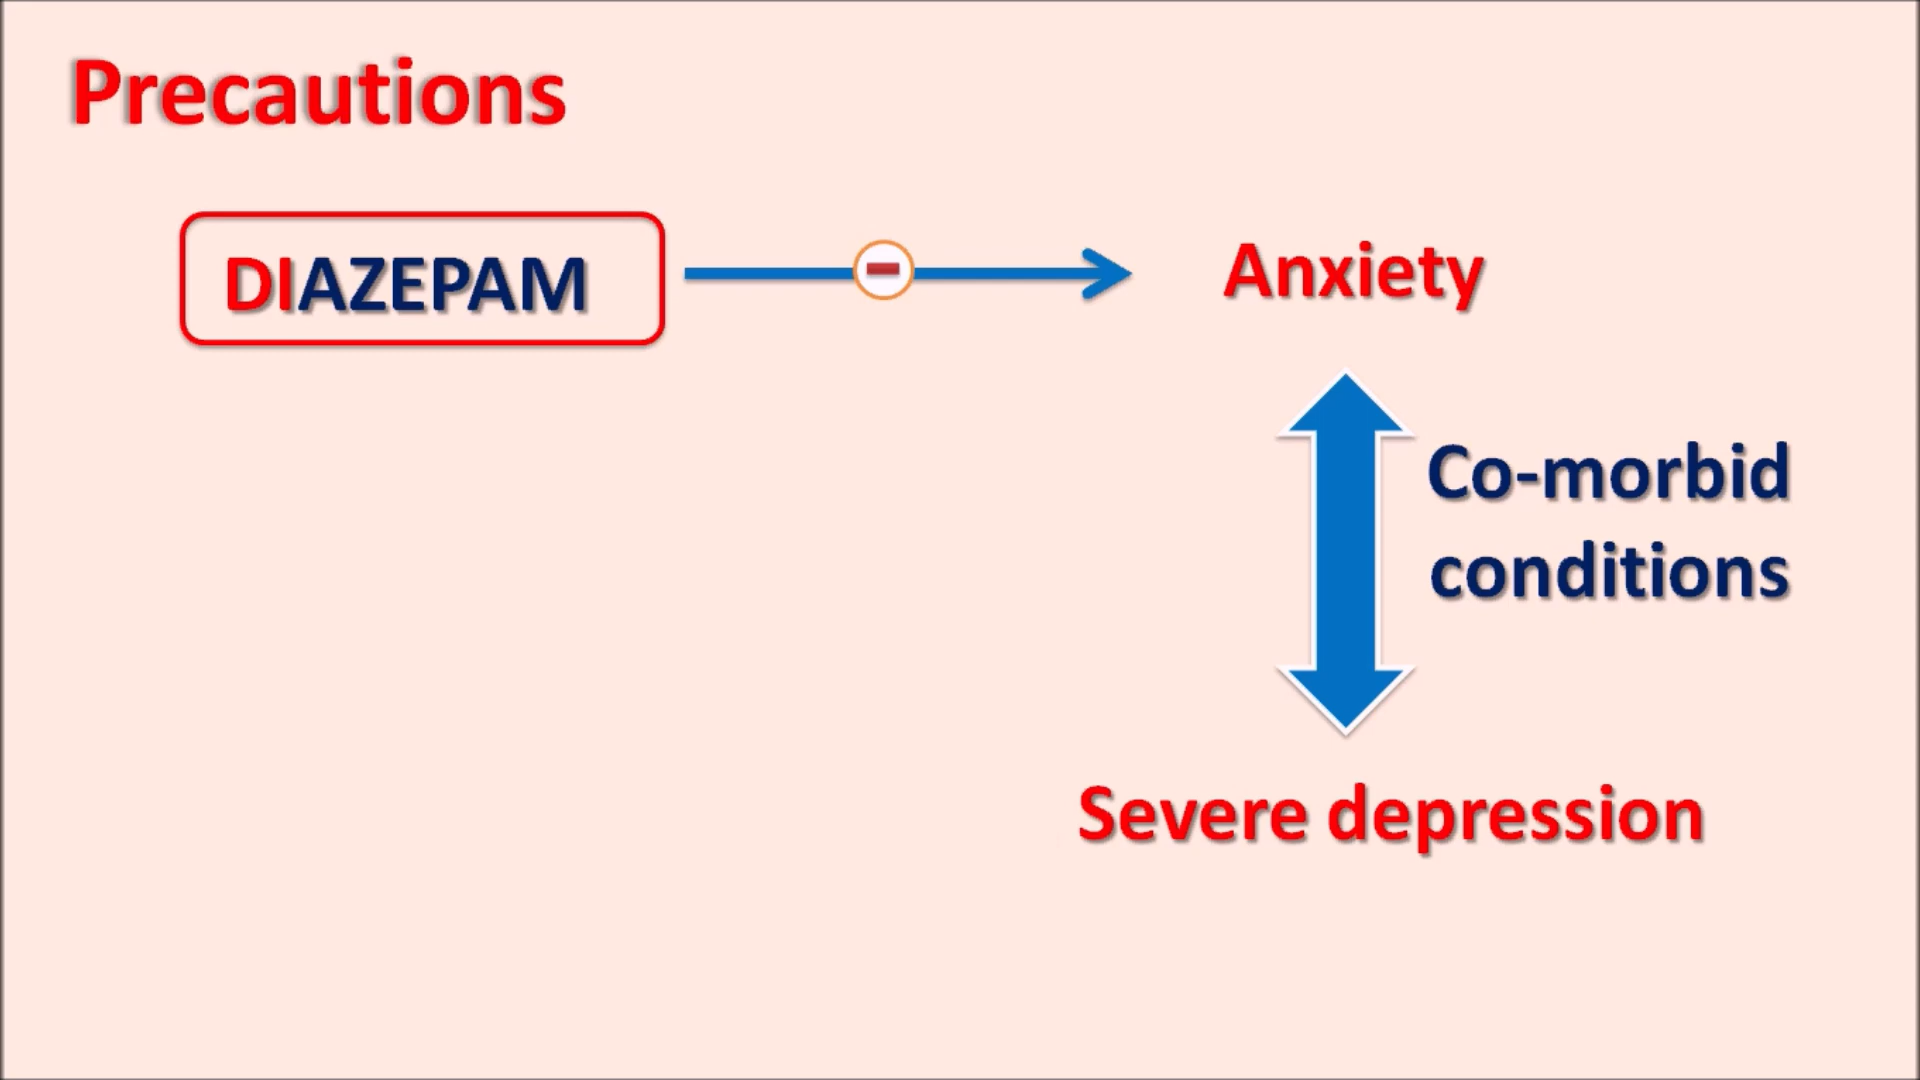 Precautions
DIAZEPAM
Anxiety
Co-morbid
conditions
Severe depression